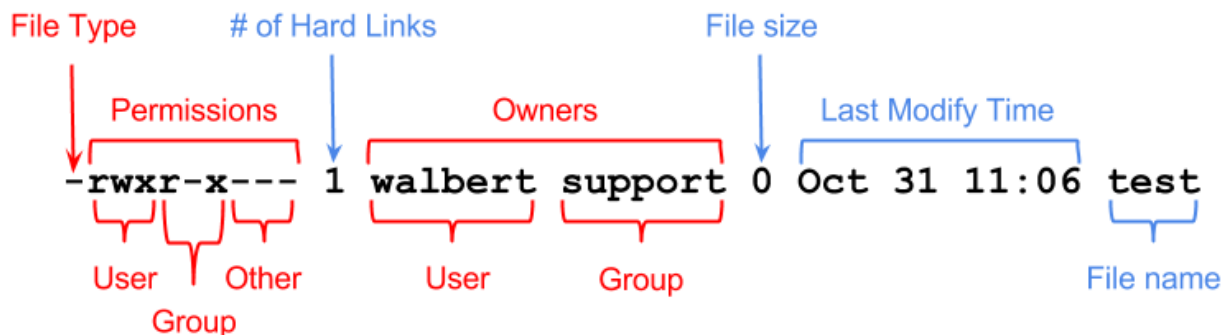 File Type # of Hard Links File size
Permissions Owners Last Modify Time
-rwxr-x--- 1 walbert support 0 Oct 31 11:06 test
User Other User Group File name
Group